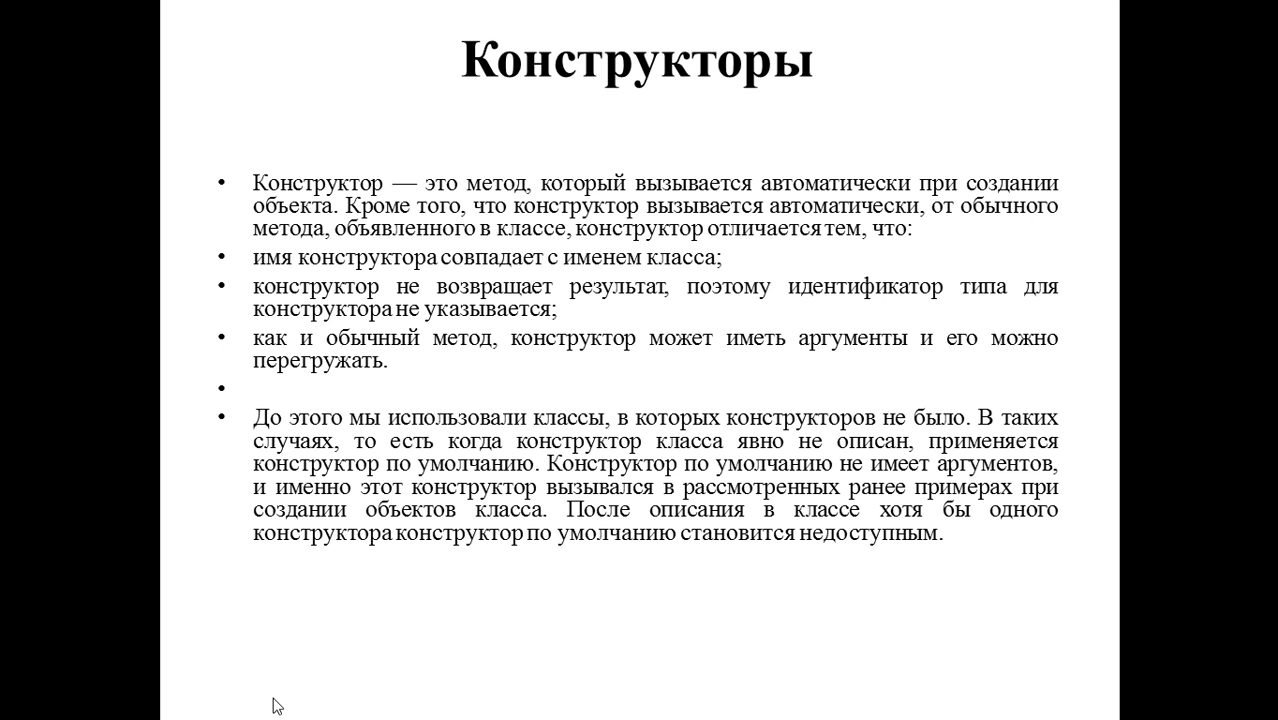 Конструкторы
• Конструктор — это метод, который вызывается автоматически при создании
объекта. Кроме того, что конструктор вызывается автоматически, от обычного
метода, объявленного в классе, конструктор отличается тем, что:
• имя конструктора совпадает с именем класса;
• конструктор не возвращает результат, поэтому идентификатор типа для
конструктора не указывается;
• как и обычный метод, конструктор может иметь аргументы и его можно
перегружать.
•
• До этого мы использовали классы, в которых конструкторов не было. В таких
случаях, то есть когда конструктор класса явно не описан, применяется
конструктор по умолчанию. Конструктор по умолчанию не имеет аргументов,
и именно этот конструктор вызывался в рассмотренных ранее примерах при
создании объектов класса. После описания в классе хотя бы одного
конструктора конструктор по умолчанию становится недоступным.